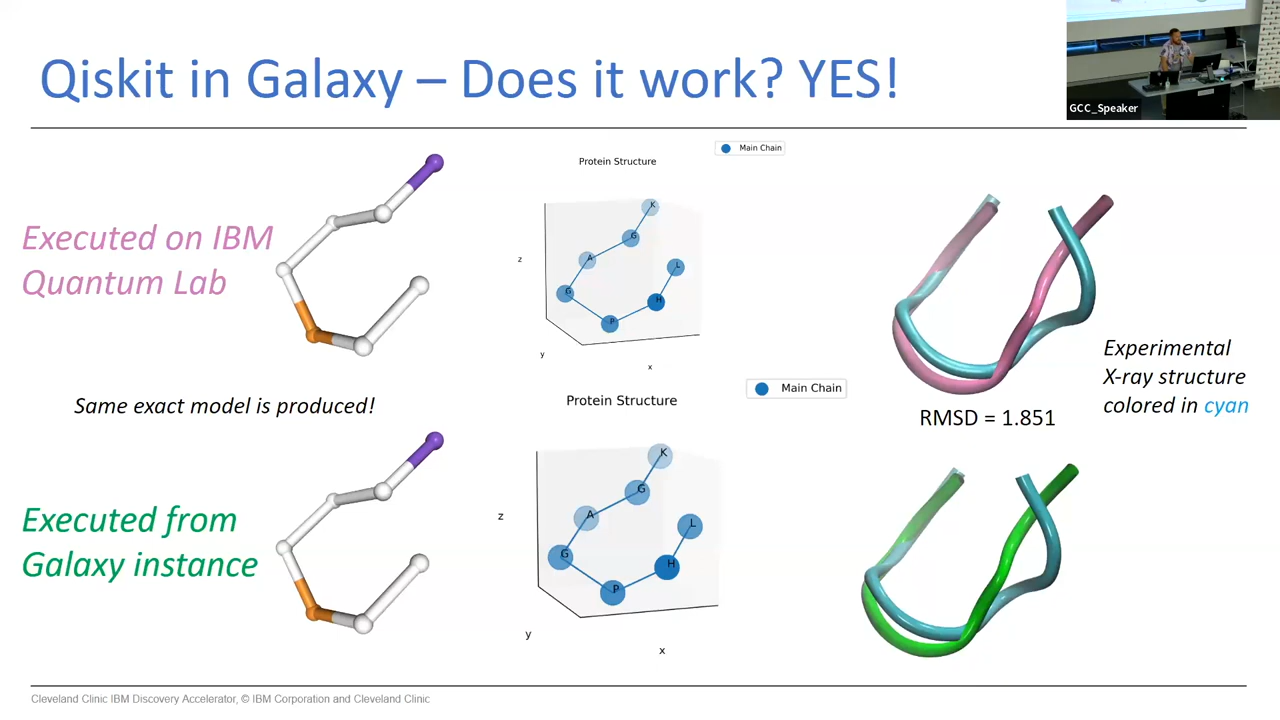 Qiskit in Galaxy – Does it work? YES!
GCC_Speaker
Executed on IBM
Quantum Lab
Protein Structure
Main Chain
K
G
A
L
G
H
P
z
y
x
Experimental
X-ray structure
colored in cyan
RMSD = 1.851
Same exact model is produced!
Executed from
Galaxy instance
Protein Structure
Main Chain
K
G
A
L
G
H
P
z
y
x
Cleveland Clinic IBM Discovery Accelerator, © IBM Corporation and Cleveland Clinic